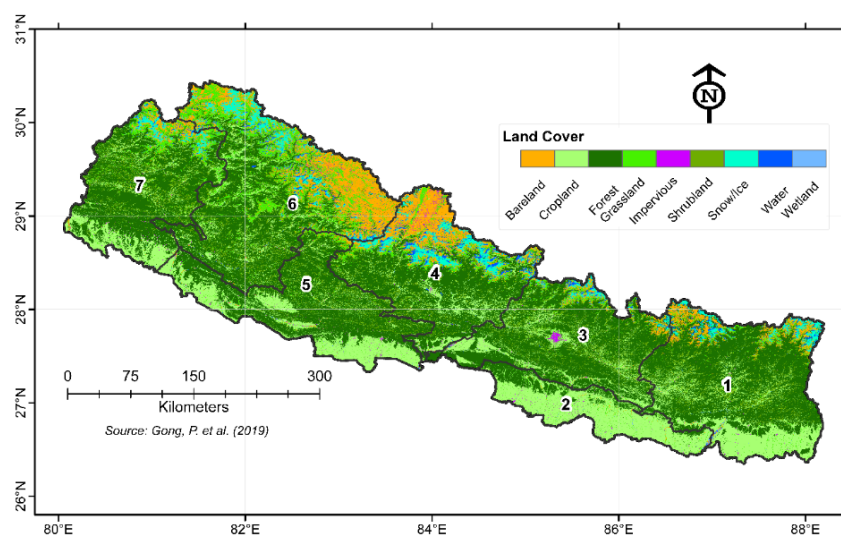 31°N
30°N
29°N
28°N
27°N
26°N
N
Land Cover
Bareland
Cropland
Forest
Grassland
Impervious
Shrubland
Snow/Ice
Water
Wetland
7
6
5
4
3
2
1
0 75 150 300
Kilometers
Source: Gong, P. et al. (2019)
80°E 82°E 84°E 86°E 88°E